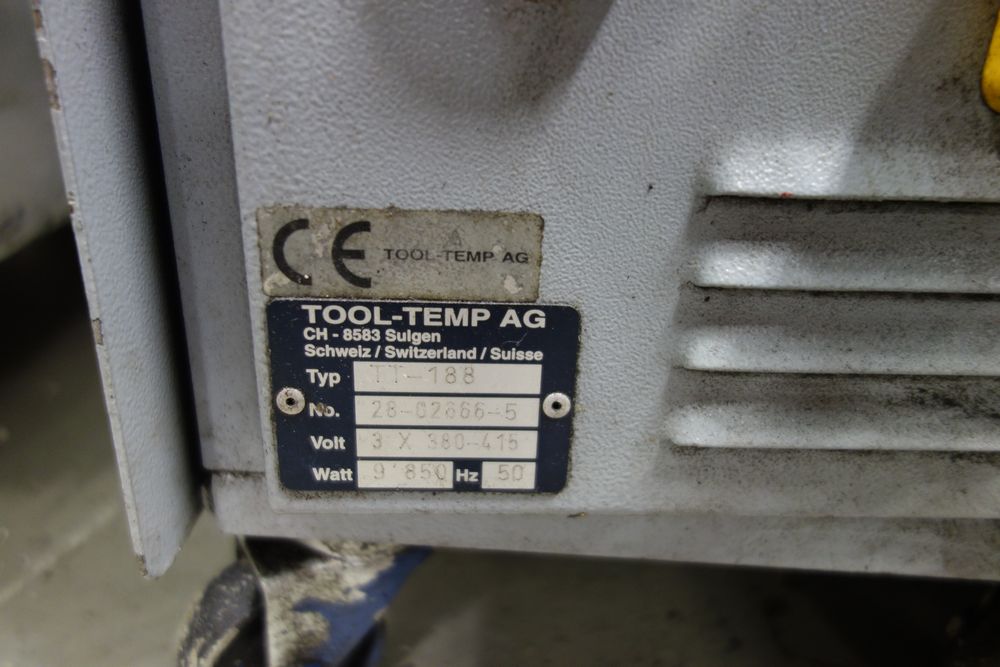 CE TOOL-TEMP AG
TOOL-TEMP AG
CH - 8583 Sulgen
Schweiz / Switzerland / Suisse
Typ TT-188
No. 28-02866-5
Volt 3 X 380-415
Watt 9'850 Hz 50